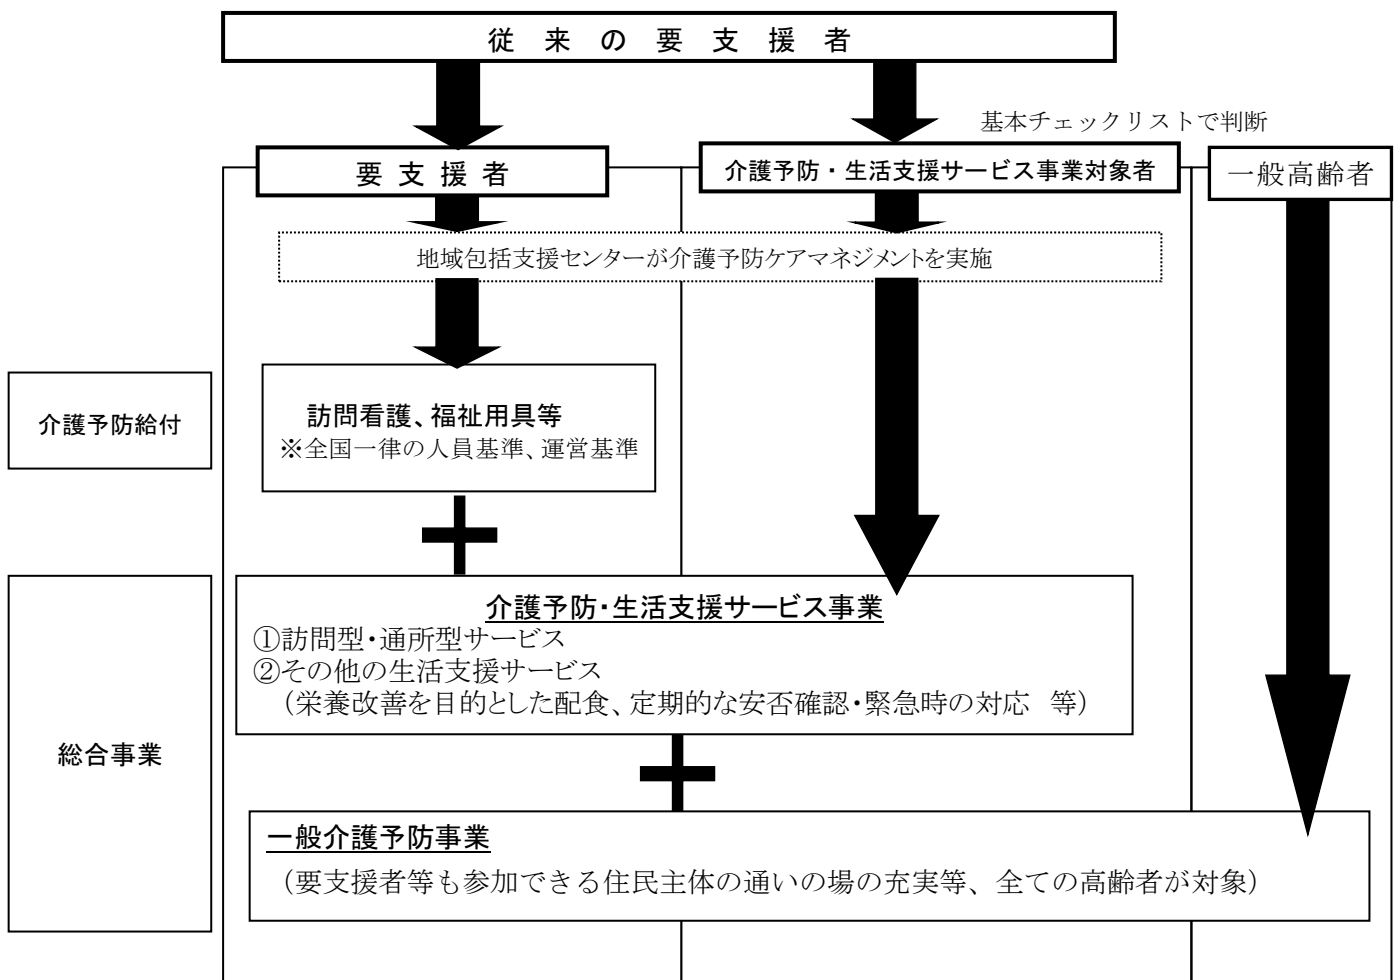 従来の要支援者
基本チェックリストで判断
要支援者
介護予防・生活支援サービス事業対象者
一般高齢者
地域包括支援センターが介護予防ケアマネジメントを実施
介護予防給付
訪問看護、福祉用具等
※全国一律の人員基準、運営基準
総合事業
介護予防・生活支援サービス事業
①訪問型・通所型サービス
②その他の生活支援サービス
（栄養改善を目的とした配食、定期的な安否確認・緊急時の対応　等）
一般介護予防事業
（要支援者等も参加できる住民主体の通いの場の充実等、全ての高齢者が対象）